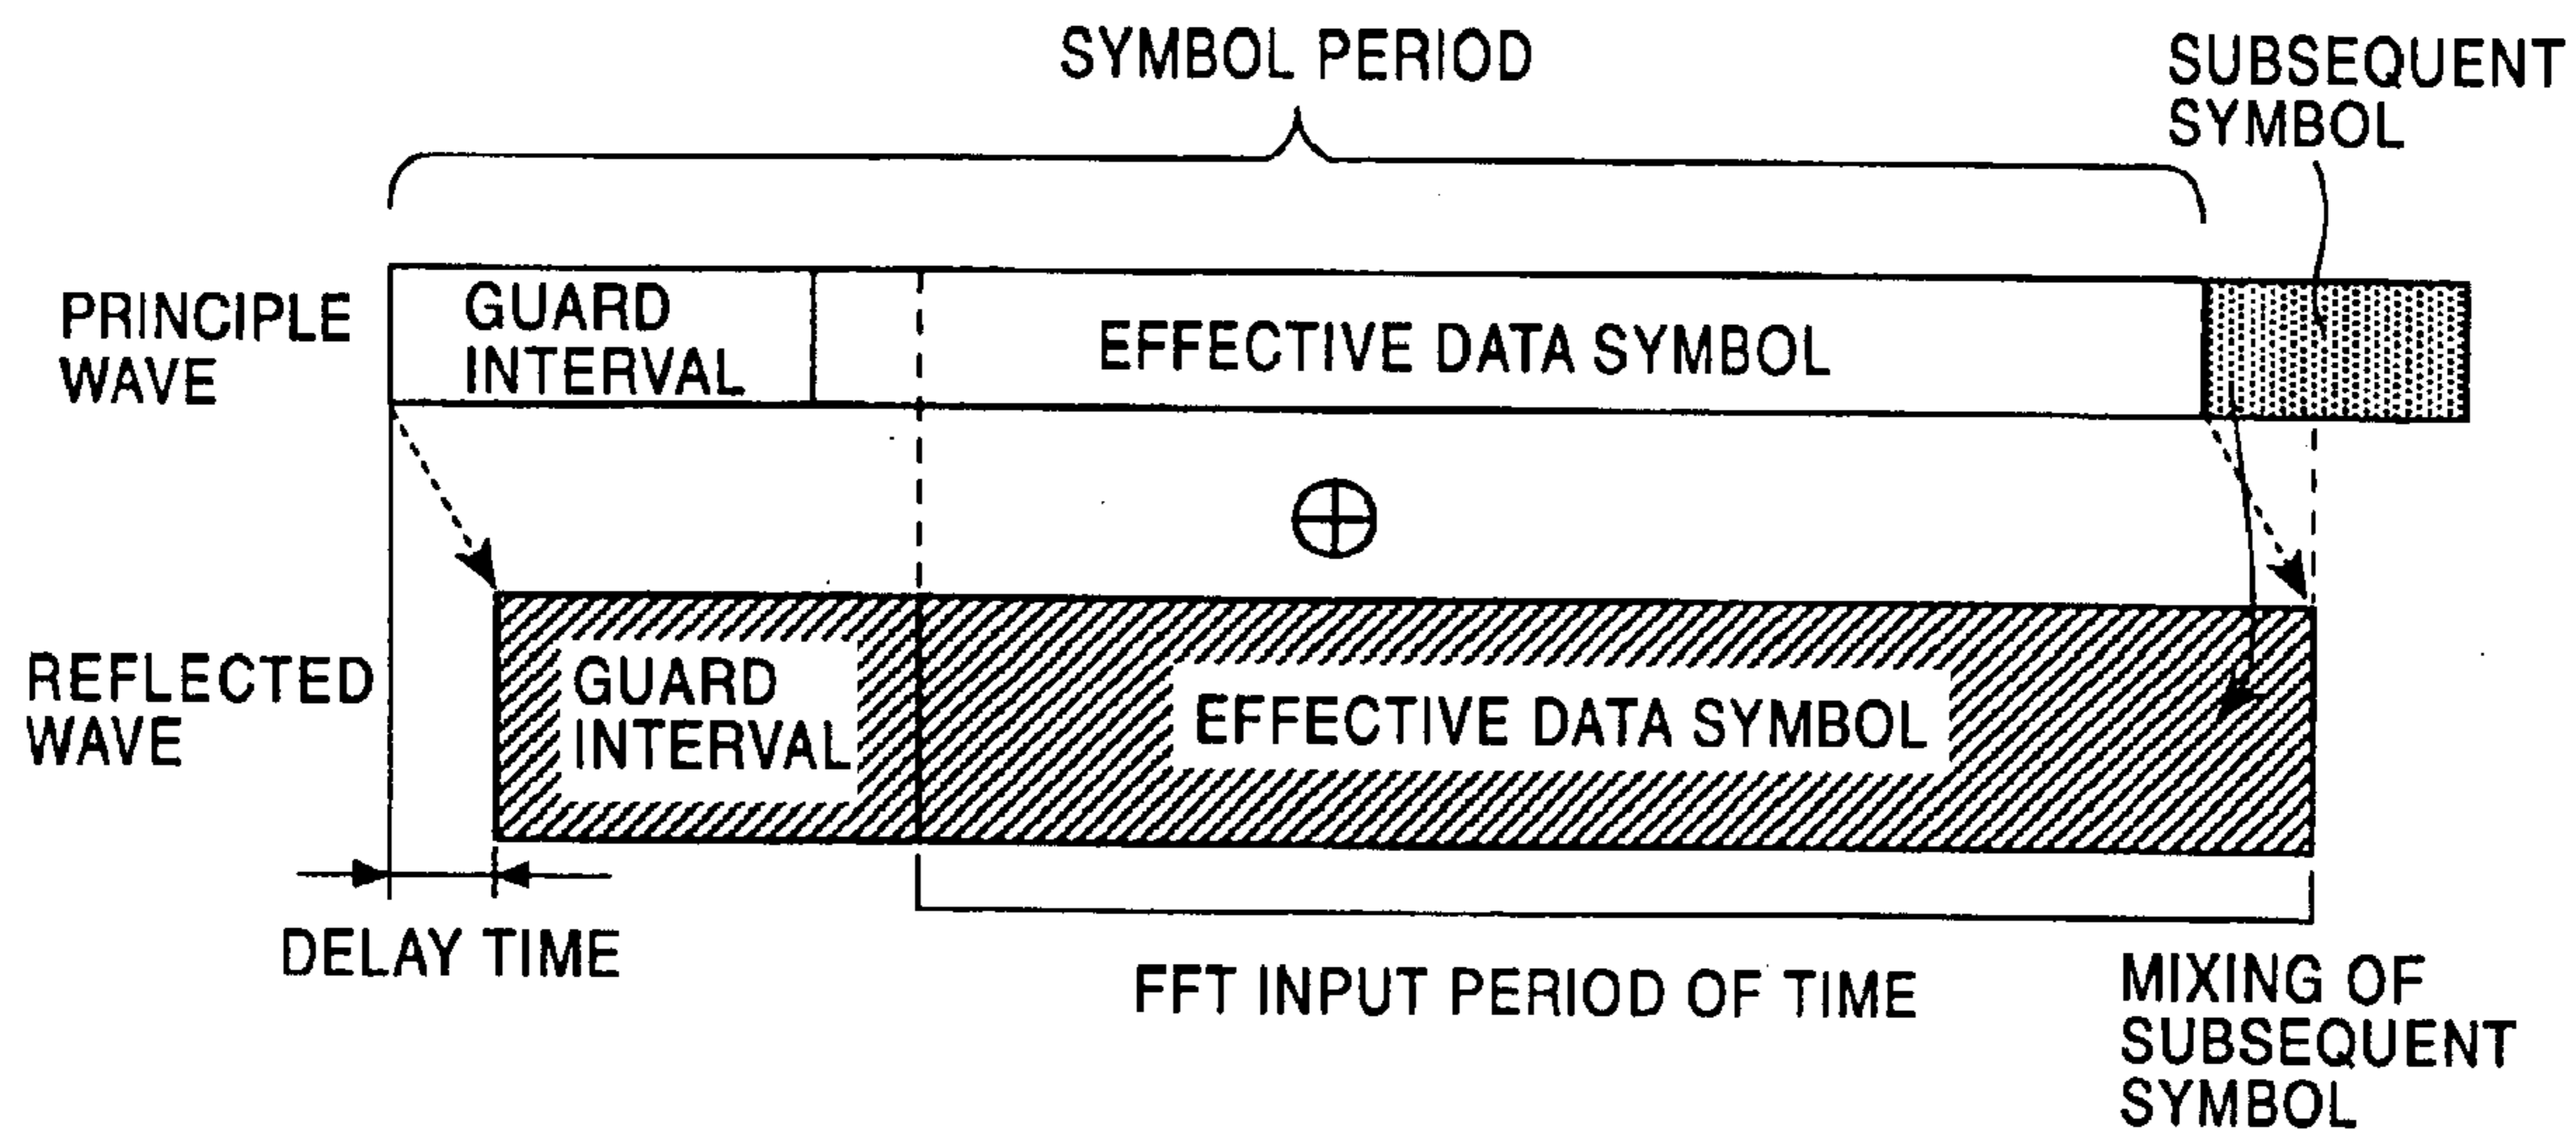 SYMBOL PERIOD
SUBSEQUENT
SYMBOL
PRINCIPLE
WAVE
GUARD
INTERVAL
EFFECTIVE DATA SYMBOL
REFLECTED
WAVE
GUARD
INTERVAL
EFFECTIVE DATA SYMBOL
DELAY TIME
FFT INPUT PERIOD OF TIME
MIXING OF
SUBSEQUENT
SYMBOL